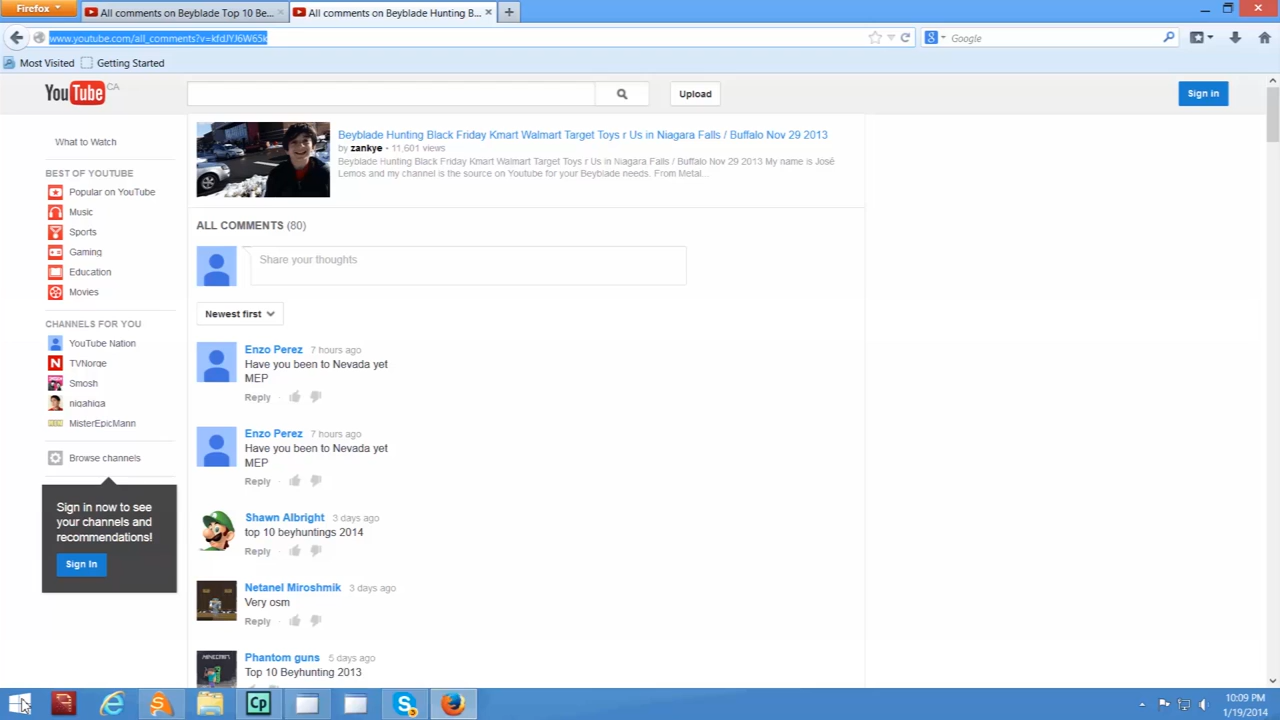 Firefox
All comments on Beyblade Top 10 Be...
All comments on Beyblade Hunting B...
www.youtube.com/all_comments?v=kfdJYJ6W65k
Google
Most Visited
Getting Started
YouTube CA
Upload
Sign in
What to Watch
BEST OF YOUTUBE
Popular on YouTube
Music
Sports
Gaming
Education
Movies
CHANNELS FOR YOU
YouTube Nation
TVNorge
Smosh
nigahiga
MisterEpicMann
Browse channels
Sign in now to see
your channels and
recommendations!
Sign In
Beyblade Hunting Black Friday Kmart Walmart Target Toys r Us in Niagara Falls / Buffalo Nov 29 2013
by zankye · 11,601 views
Beyblade Hunting Black Friday Kmart Walmart Target Toys r Us in Niagara Falls / Buffalo Nov 29 2013 My name is José
Lemos and my channel is the source on Youtube for your Beyblade needs. From Metal...
ALL COMMENTS (80)
Share your thoughts
Newest first
Enzo Perez 7 hours ago
Have you been to Nevada yet
MEP
Reply ·
Enzo Perez 7 hours ago
Have you been to Nevada yet
MEP
Reply ·
Shawn Albright 3 days ago
top 10 beyhuntings 2014
Reply ·
Netanel Miroshmik 3 days ago
Very osm
Reply ·
MINECRAFT
Phantom guns 5 days ago
Top 10 Beyhunting 2013
Cp
10:09 PM
1/19/2014